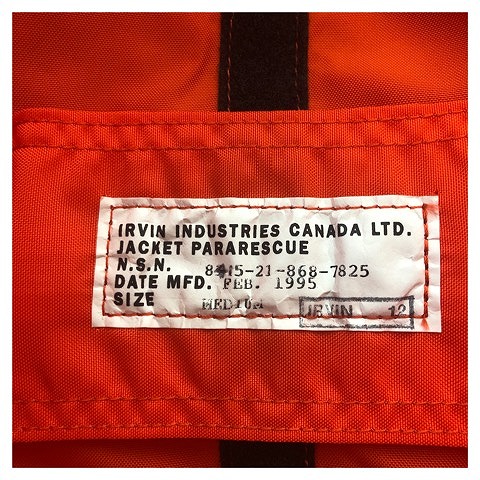 IRVIN INDUSTRIES CANADA LTD.
JACKET PARARESCUE
N.S.N. 8415-21-868-7825
DATE MFD. FEB. 1995
SIZE MEDIUM IRVIN 12